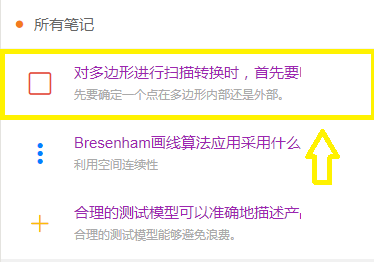 所有笔记
对多边形进行扫描转换时，首先要
先要确定一个点在多边形内部还是外部。
Bresenham画线算法应用采用什么
利用空间连续性
合理的测试模型可以准确地描述产
合理的测试模型能够避免浪费。